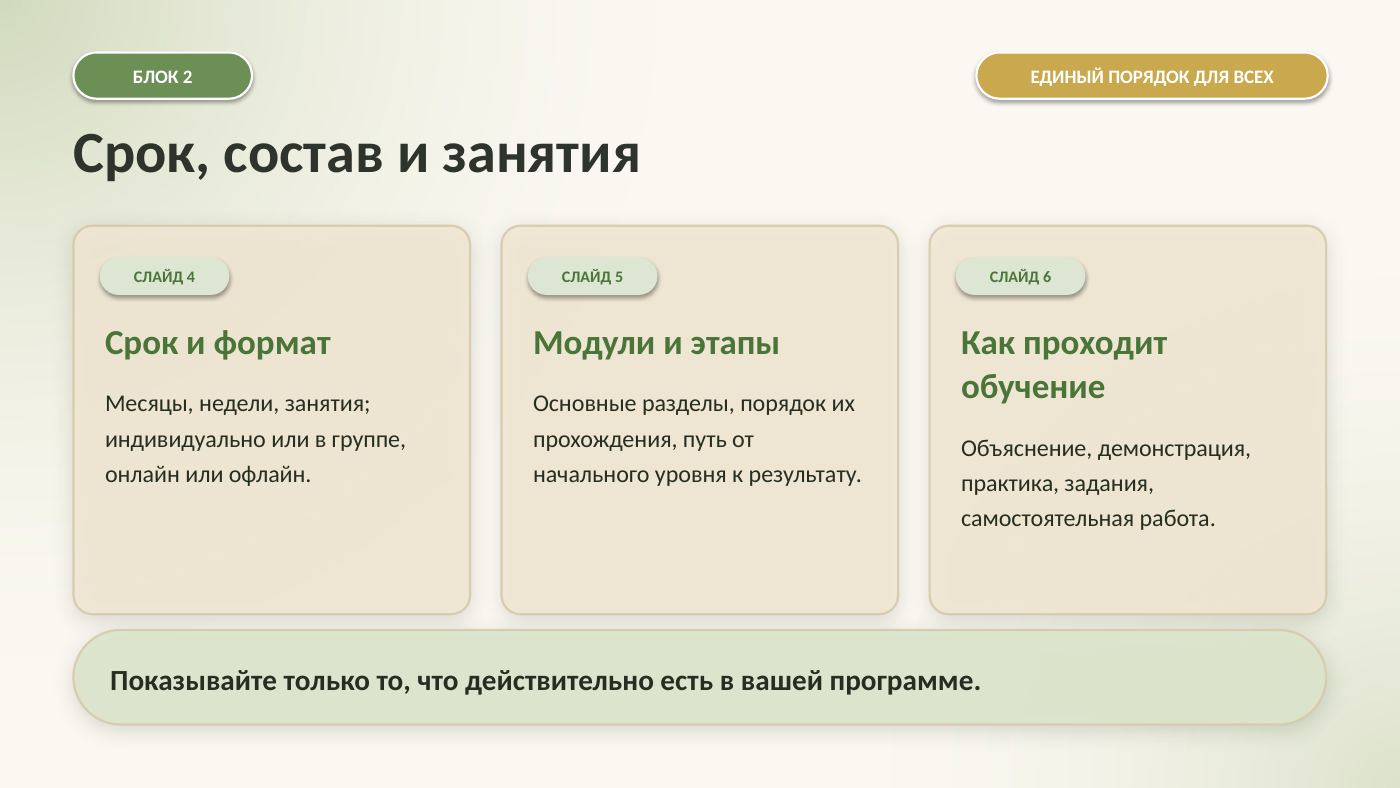 БЛОК 2
ЕДИНЫЙ ПОРЯДОК ДЛЯ ВСЕХ
Срок, состав и занятия
СЛАЙД 4
Срок и формат
Месяцы, недели, занятия;
индивидуально или в группе,
онлайн или офлайн.
СЛАЙД 5
Модули и этапы
Основные разделы, порядок их
прохождения, путь от
начального уровня к результату.
СЛАЙД 6
Как проходит
обучение
Объяснение, демонстрация,
практика, задания,
самостоятельная работа.
Показывайте только то, что действительно есть в вашей программе.